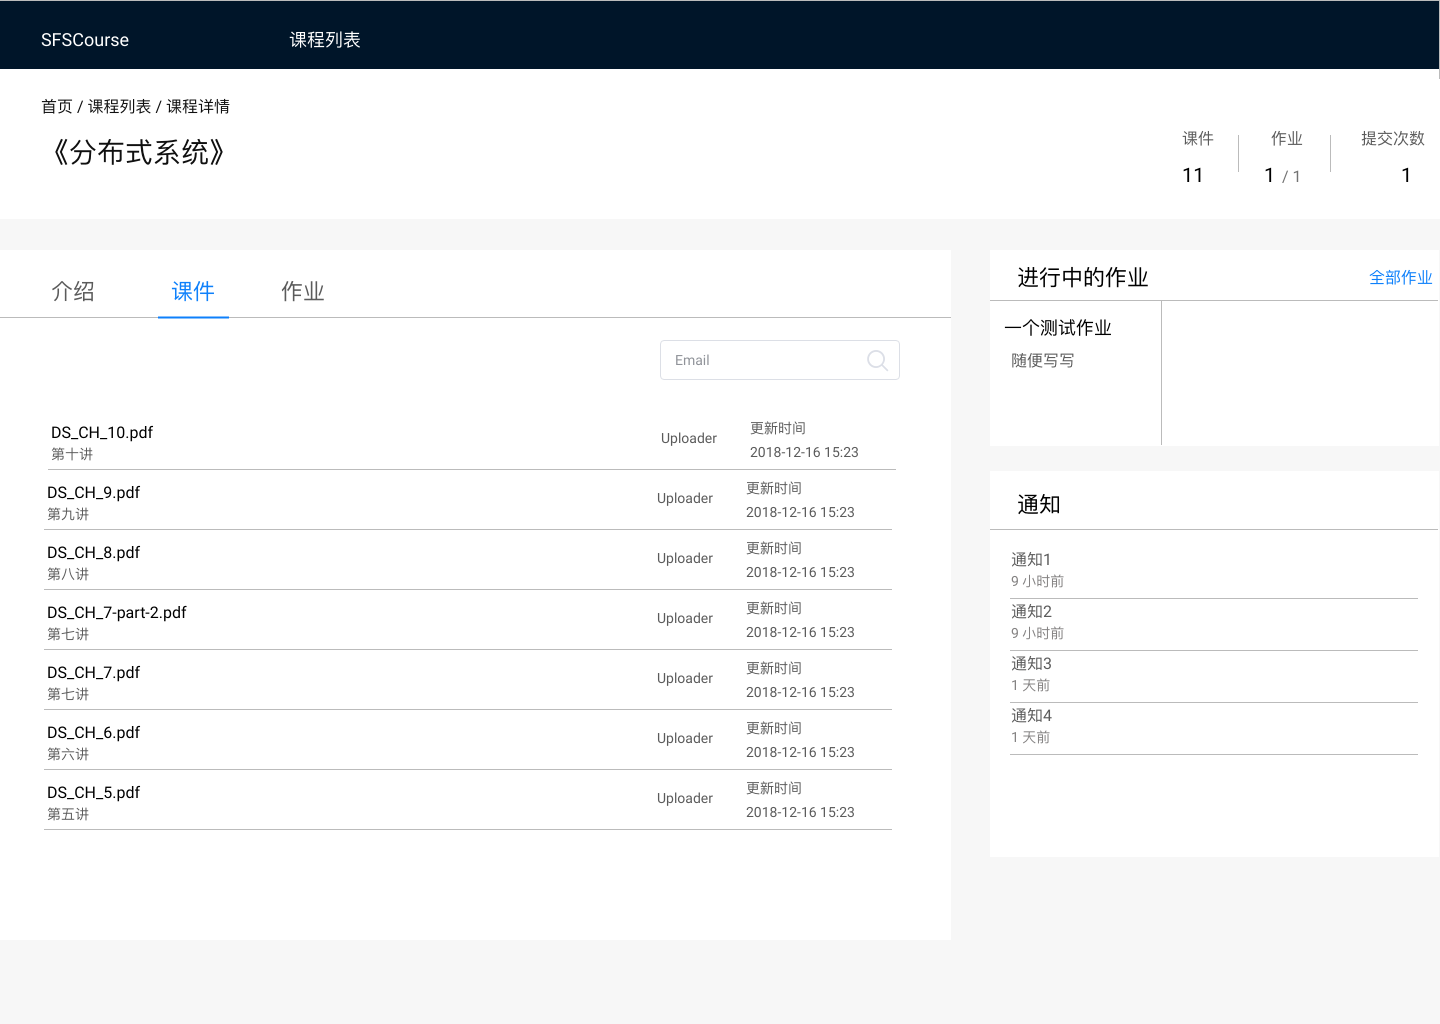 SFSCourse 课程列表
首页 / 课程列表 / 课程详情
《分布式系统》
课件 作业 提交次数
11 1 / 1 1
介绍 课件 作业
Email
DS_CH_10.pdf
第十讲
Uploader
更新时间
2018-12-16 15:23
DS_CH_9.pdf
第九讲
Uploader
更新时间
2018-12-16 15:23
DS_CH_8.pdf
第八讲
Uploader
更新时间
2018-12-16 15:23
DS_CH_7-part-2.pdf
第七讲
Uploader
更新时间
2018-12-16 15:23
DS_CH_7.pdf
第七讲
Uploader
更新时间
2018-12-16 15:23
DS_CH_6.pdf
第六讲
Uploader
更新时间
2018-12-16 15:23
DS_CH_5.pdf
第五讲
Uploader
更新时间
2018-12-16 15:23
进行中的作业 全部作业
一个测试作业
随便写写
通知
通知1
9 小时前
通知2
9 小时前
通知3
1 天前
通知4
1 天前